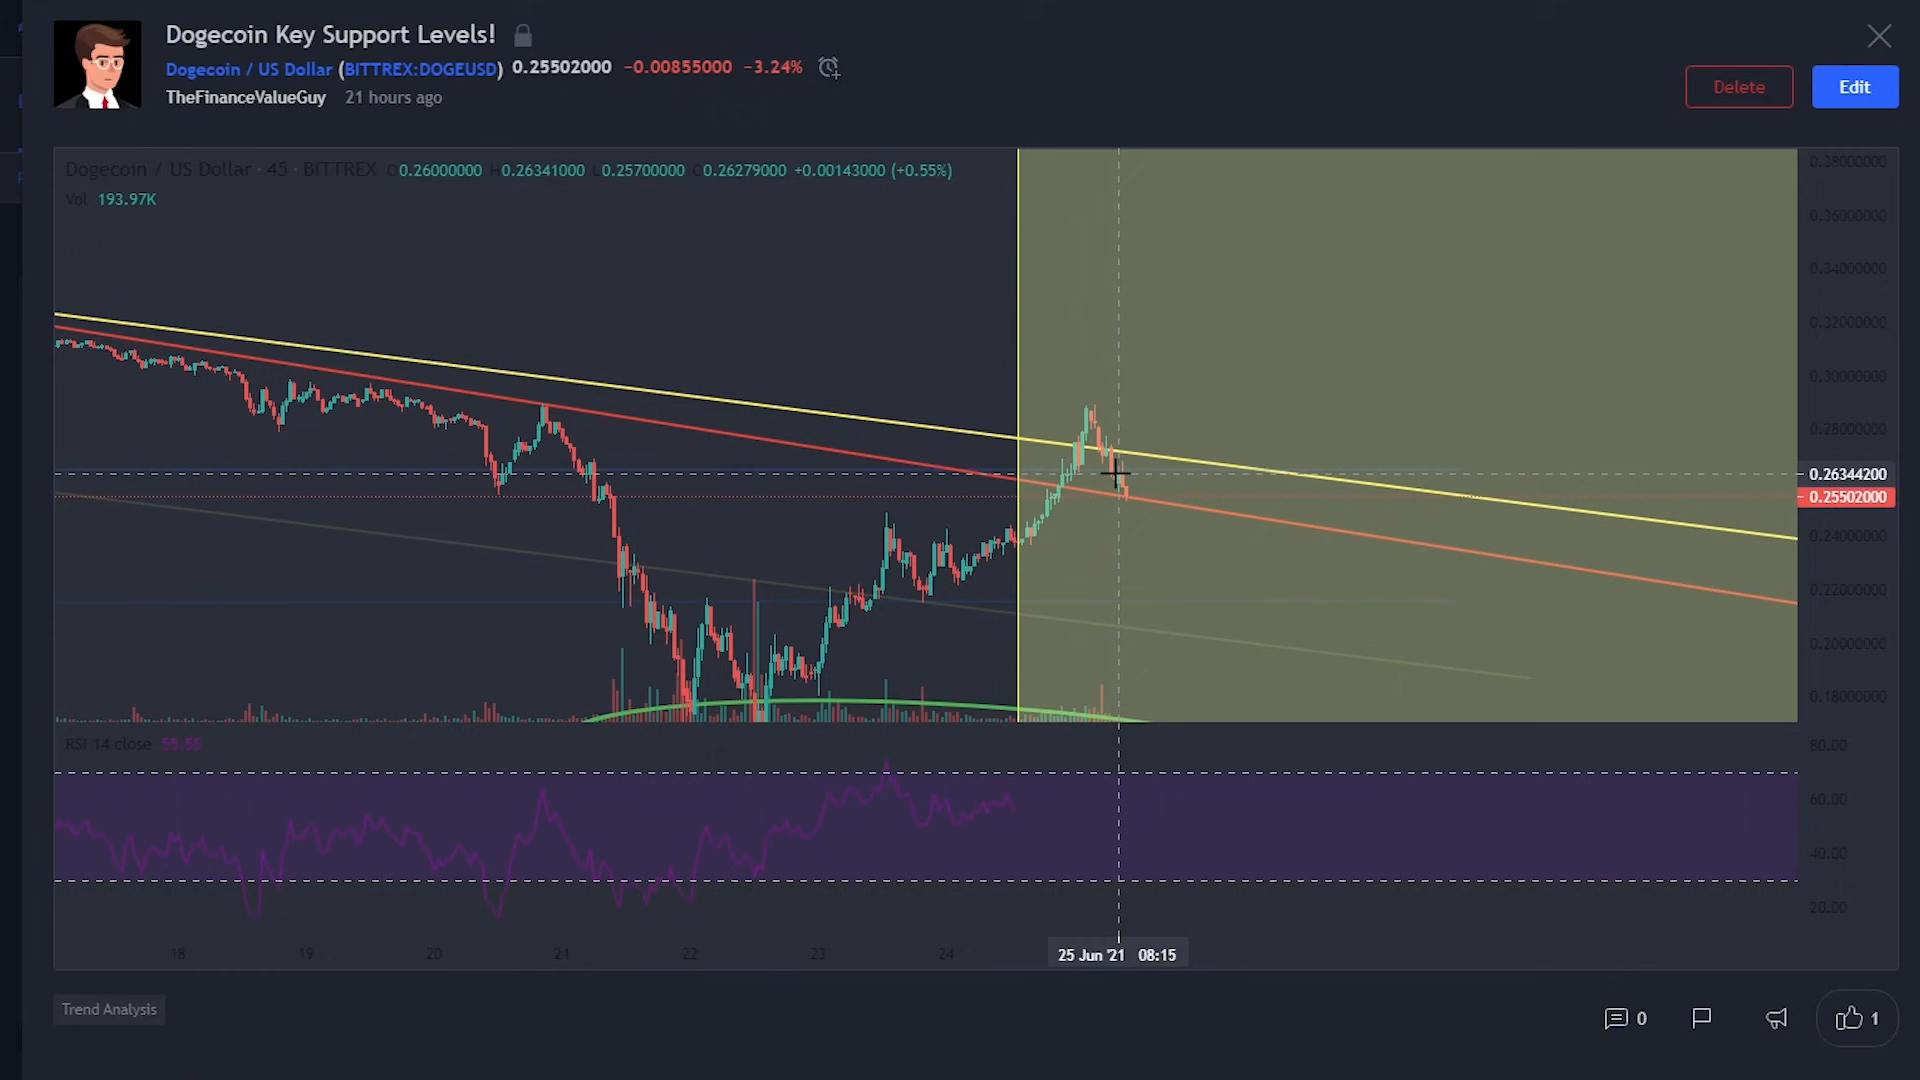 Dogecoin Key Support Levels!
Dogecoin / US Dollar (BITTREX:DOGEUSD) 0.25502000 −0.00855000 −3.24%
TheFinanceValueGuy 21 hours ago
Delete
Edit
Dogecoin / US Dollar · 45 · BITTREX O0.26000000 H0.26341000 L0.25700000 C0.26279000 +0.00143000 (+0.55%)
Vol 193.97K
0.38000000
0.36000000
0.34000000
0.32000000
0.30000000
0.28000000
0.26344200
0.25502000
0.24000000
0.22000000
0.20000000
0.18000000
RSI 14 close 55.55
80.00
60.00
40.00
20.00
18 19 20 21 22 23 24 25 Jun '21 08:15
Trend Analysis
0
1